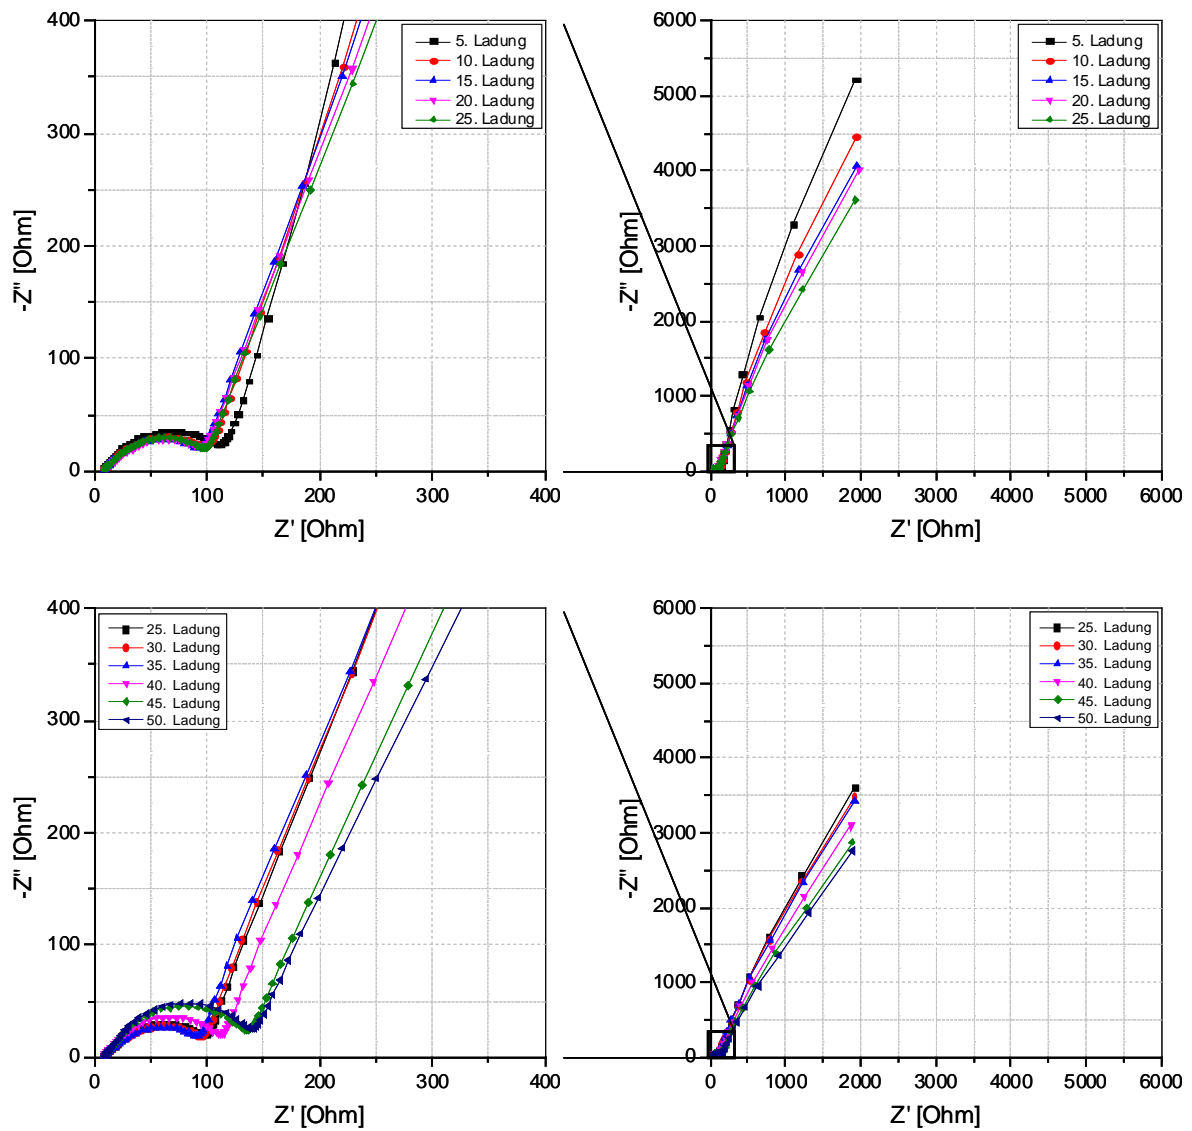 400
300
200
100
0
-Z'' [Ohm]
0
100
200
300
400
Z' [Ohm]
5. Ladung
10. Ladung
15. Ladung
20. Ladung
25. Ladung
6000
5000
4000
3000
2000
1000
0
-Z'' [Ohm]
0
1000
2000
3000
4000
5000
6000
Z' [Ohm]
5. Ladung
10. Ladung
15. Ladung
20. Ladung
25. Ladung
400
300
200
100
0
-Z'' [Ohm]
0
100
200
300
400
Z' [Ohm]
25. Ladung
30. Ladung
35. Ladung
40. Ladung
45. Ladung
50. Ladung
6000
5000
4000
3000
2000
1000
0
-Z'' [Ohm]
0
1000
2000
3000
4000
5000
6000
Z' [Ohm]
25. Ladung
30. Ladung
35. Ladung
40. Ladung
45. Ladung
50. Ladung